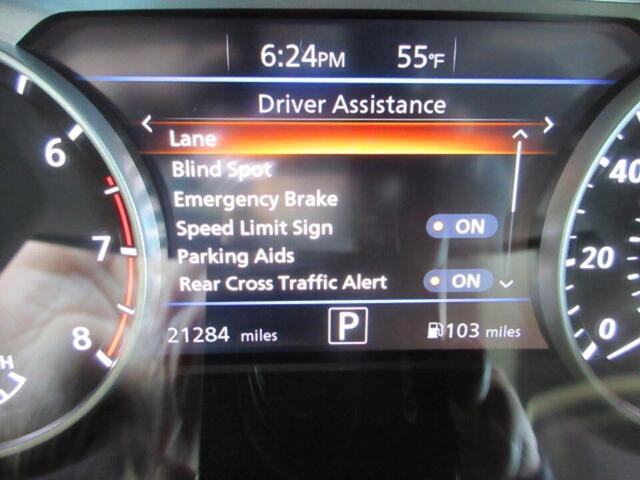 6:24PM 55°F
Driver Assistance
Lane
Blind Spot
Emergency Brake
Speed Limit Sign ON
Parking Aids
Rear Cross Traffic Alert ON
21284 miles P 103 miles
6
7
8
H
40
20
0